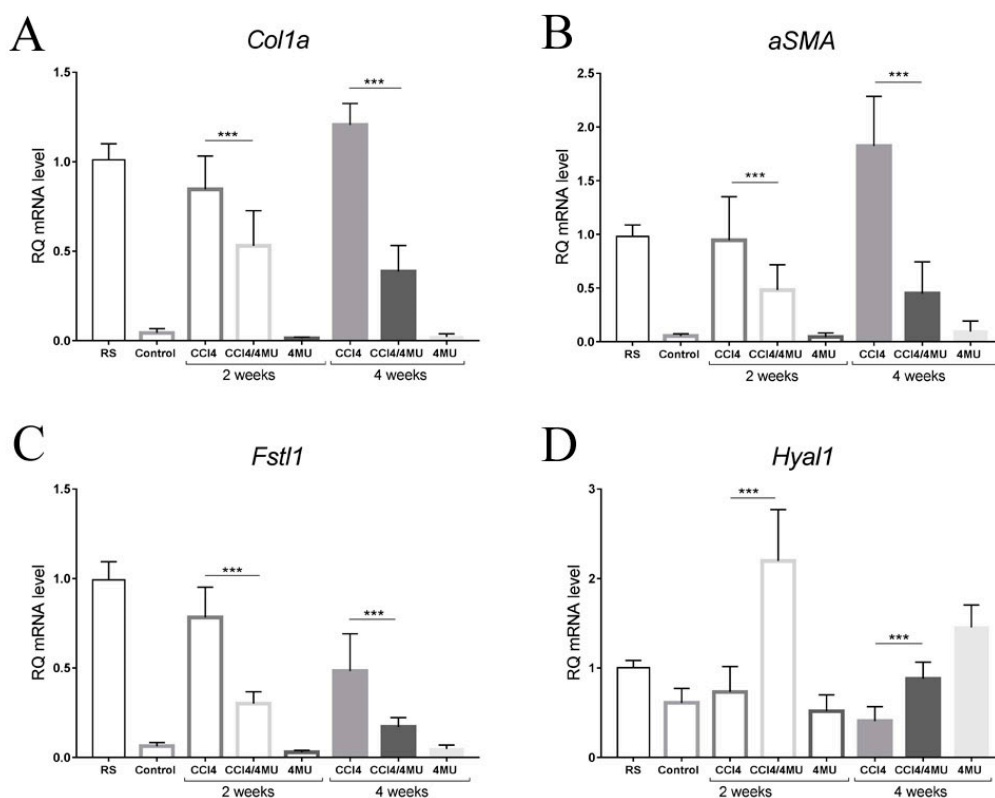 A
Col1a
RQ mRNA level
1.5
1.0
0.5
0.0
***
***
RS Control CCl4 CCl4/4MU 4MU CCl4 CCl4/4MU 4MU
2 weeks 4 weeks
B
aSMA
RQ mRNA level
2.5
2.0
1.5
1.0
0.5
0.0
***
***
RS Control CCl4 CCl4/4MU 4MU CCl4 CCl4/4MU 4MU
2 weeks 4 weeks
C
Fstl1
RQ mRNA level
1.5
1.0
0.5
0.0
***
***
RS Control CCl4 CCl4/4MU 4MU CCl4 CCl4/4MU 4MU
2 weeks 4 weeks
D
Hyal1
RQ mRNA level
3
2
1
0
***
***
RS Control CCl4 CCl4/4MU 4MU CCl4 CCl4/4MU 4MU
2 weeks 4 weeks